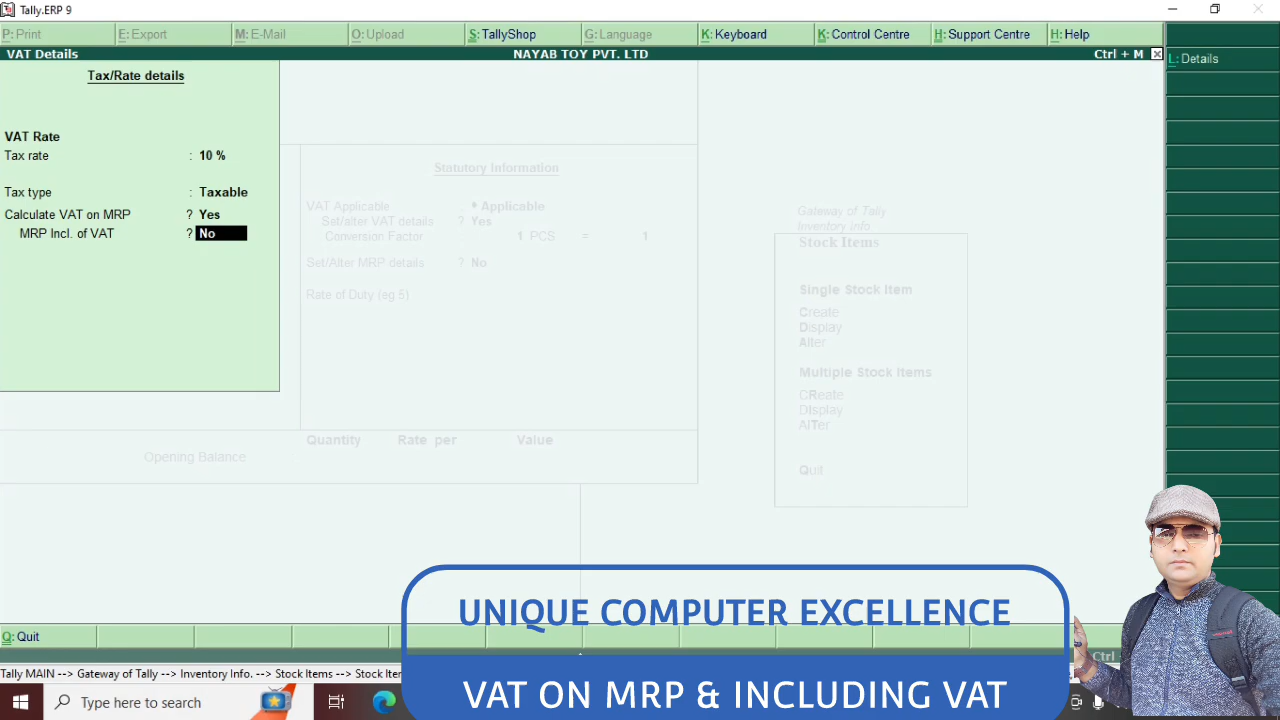 Tally.ERP 9
P: Print E: Export M: E-Mail O: Upload S: TallyShop G: Language K: Keyboard K: Control Centre H: Support Centre H: Help
VAT Details NAYAB TOY PVT. LTD Ctrl + M
L: Details
Tax/Rate details
VAT Rate
Tax rate : 10 %
Tax type : Taxable
Calculate VAT on MRP ? Yes
MRP Incl. of VAT ? No
Statutory Information
VAT Applicable * Applicable
Set/alter VAT details ? Yes
Conversion Factor 1 PCS = 1
Set/Alter MRP details ? No
Rate of Duty (eg 5)
Gateway of Tally
Inventory Info.
Stock Items
Single Stock Item
Create
Display
Alter
Multiple Stock Items
CReate
DIsplay
AlTer
Quit
Quantity Rate per Value
Opening Balance
Q: Quit
Tally MAIN --> Gateway of Tally --> Inventory Info. --> Stock Items --> Stock Iter
Ctrl
UNIQUE COMPUTER EXCELLENCE
VAT ON MRP & INCLUDING VAT
Type here to search